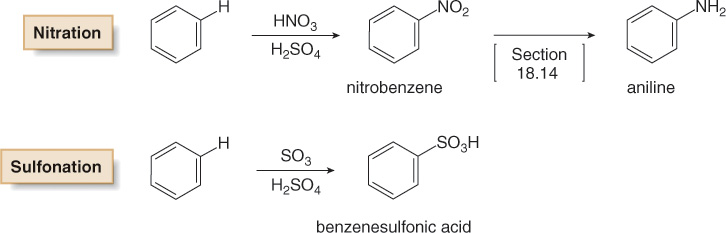 Nitration
H
HNO₃
H₂SO₄
NO₂
nitrobenzene
[ Section
18.14 ]
NH₂
aniline
Sulfonation
H
SO₃
H₂SO₄
SO₃H
benzenesulfonic acid